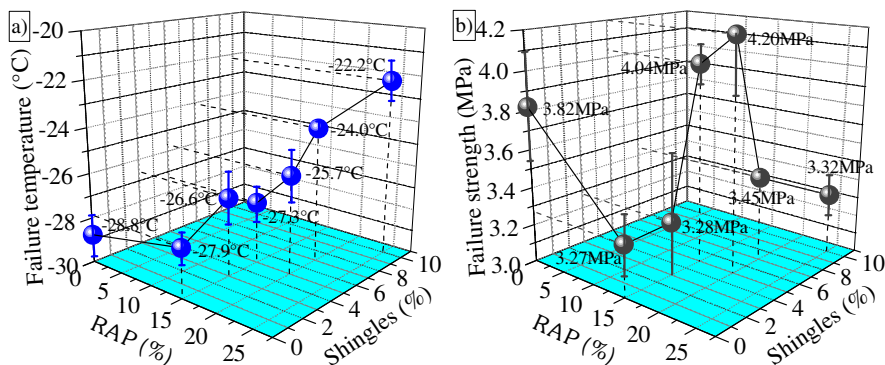 a)
Failure temperature (°C)
-20
-22
-24
-26
-28
-30
-28.8°C
-27.9°C
-26.6°C
-27.3°C
-25.7°C
-24.0°C
-22.2°C
0
5
10
15
20
25
RAP (%)
0
2
4
6
8
10
Shingles (%)
b)
Failure strength (MPa)
4.2
4.0
3.8
3.6
3.4
3.2
3.0
3.82MPa
3.27MPa
3.28MPa
4.04MPa
4.20MPa
3.45MPa
3.32MPa
0
5
10
15
20
25
RAP (%)
0
2
4
6
8
10
Shingles (%)